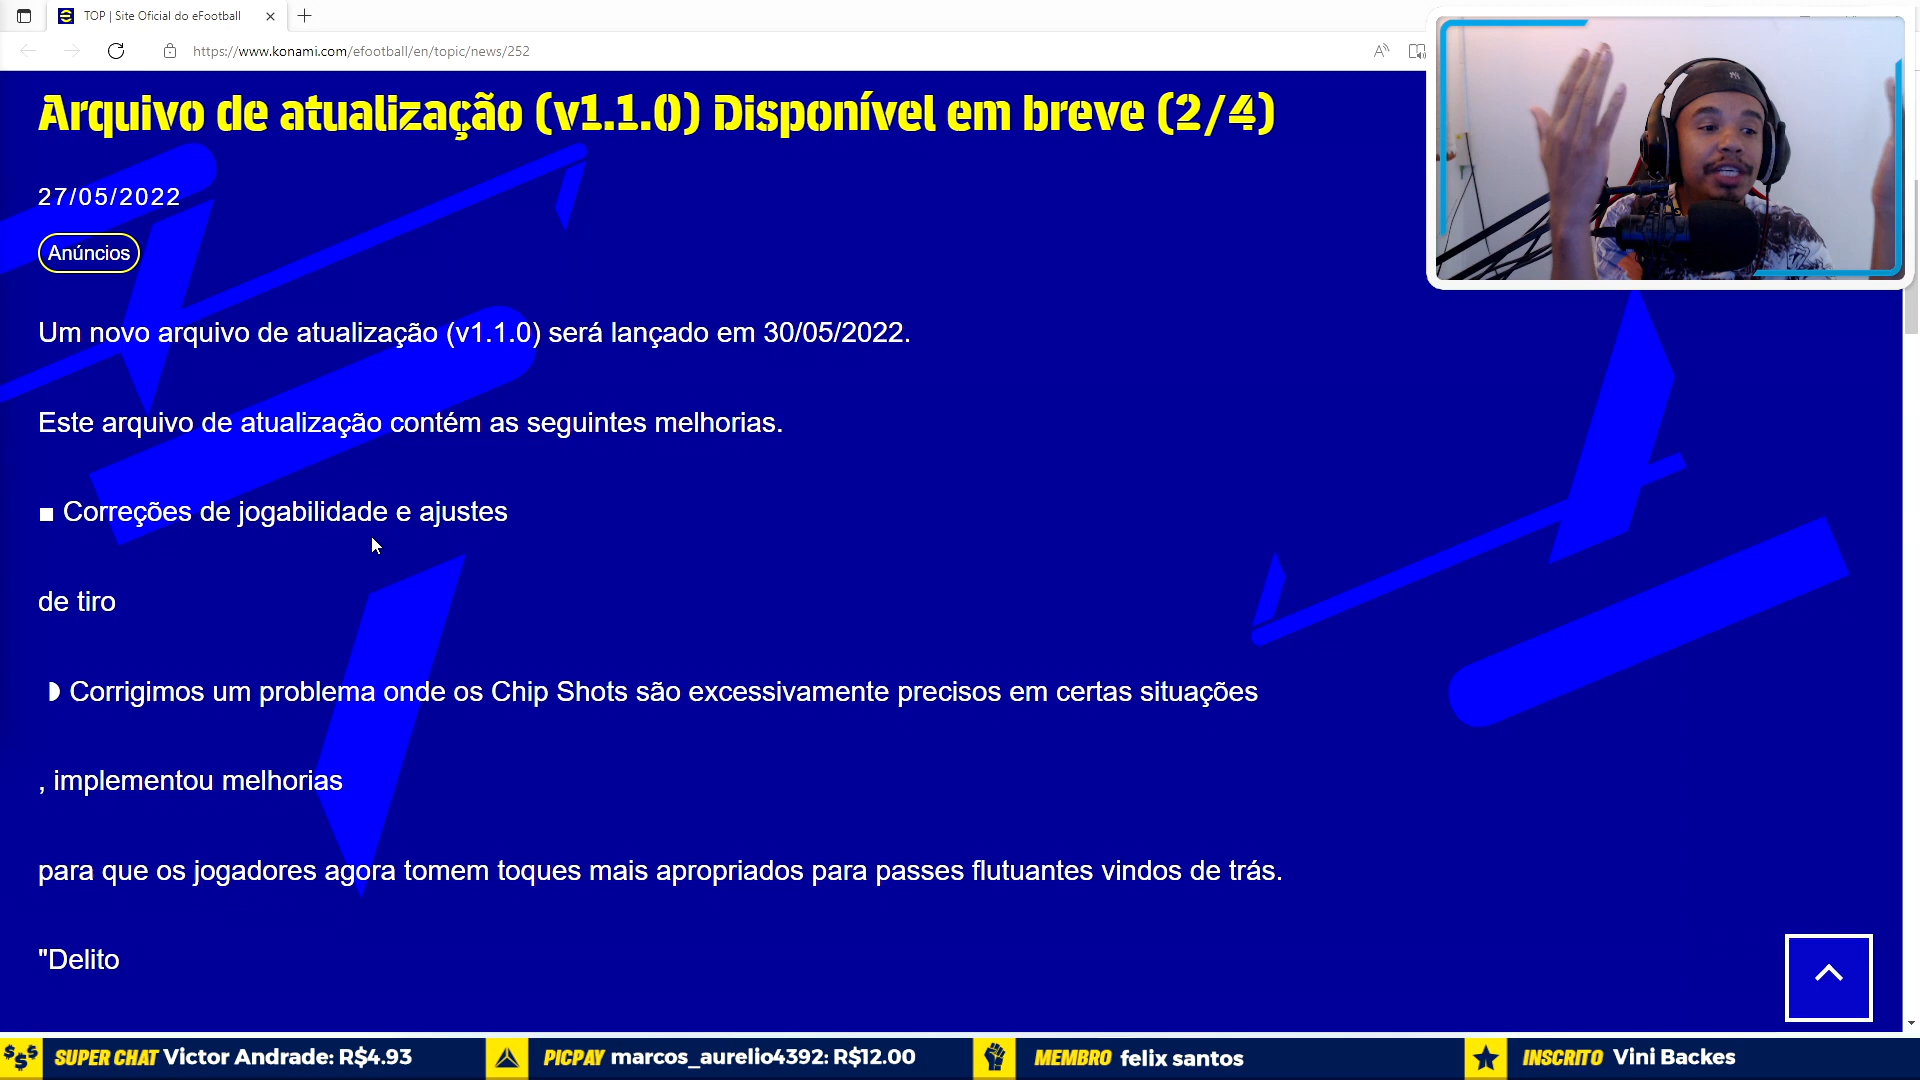 TOP | Site Oficial do eFootball
https://www.konami.com/efootball/en/topic/news/252
Arquivo de atualização (v1.1.0) Disponível em breve (2/4)
27/05/2022
Anúncios
Um novo arquivo de atualização (v1.1.0) será lançado em 30/05/2022.
Este arquivo de atualização contém as seguintes melhorias.
■ Correções de jogabilidade e ajustes
de tiro
◗ Corrigimos um problema onde os Chip Shots são excessivamente precisos em certas situações
, implementou melhorias
para que os jogadores agora tomem toques mais apropriados para passes flutuantes vindos de trás.
"Delito
$$$ SUPER CHAT Victor Andrade: R$4.93 PICPAY marcos_aurelio4392: R$12.00 MEMBRO felix santos INSCRITO Vini Backes